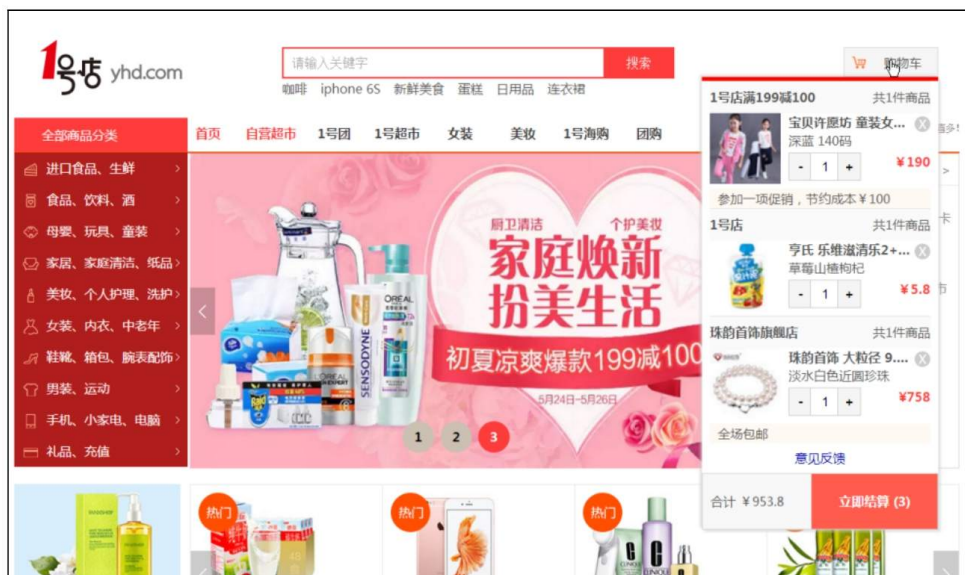 1号店 yhd.com
请输入关键字
搜索
购物车
咖啡 iphone 6S 新鲜美食 蛋糕 日用品 连衣裙
全部商品分类
首页 自营超市 1号团 1号超市 女装 美妆 1号海购 团购
进口食品、生鲜 >
食品、饮料、酒 >
母婴、玩具、童装 >
家居、家庭清洁、纸品 >
美妆、个人护理、洗护 >
女装、内衣、中老年 >
鞋靴、箱包、腕表配饰 >
男装、运动 >
手机、小家电、电脑 >
礼品、充值 >
厨卫清洁 个护美妆
家庭焕新
扮美生活
初夏凉爽爆款199减100
5月24日-5月26日
L'OREAL
SENSODYNE
MEN EXPERT
Raid
1 2 3
1号店满199减100 共1件商品
宝贝许愿坊 童装女...
深蓝 140码
- 1 +
¥190
参加一项促销，节约成本¥100
1号店 共1件商品
亨氏 乐维滋清乐2+...
草莓山楂枸杞
- 1 +
¥5.8
珠韵首饰旗舰店 共1件商品
珠韵首饰 大粒径 9....
淡水白色近圆珍珠
- 1 +
¥758
全场包邮
意见反馈
合计 ¥953.8
立即结算 (3)
>
卡
市
热门
热门
热门
CLINIQUE